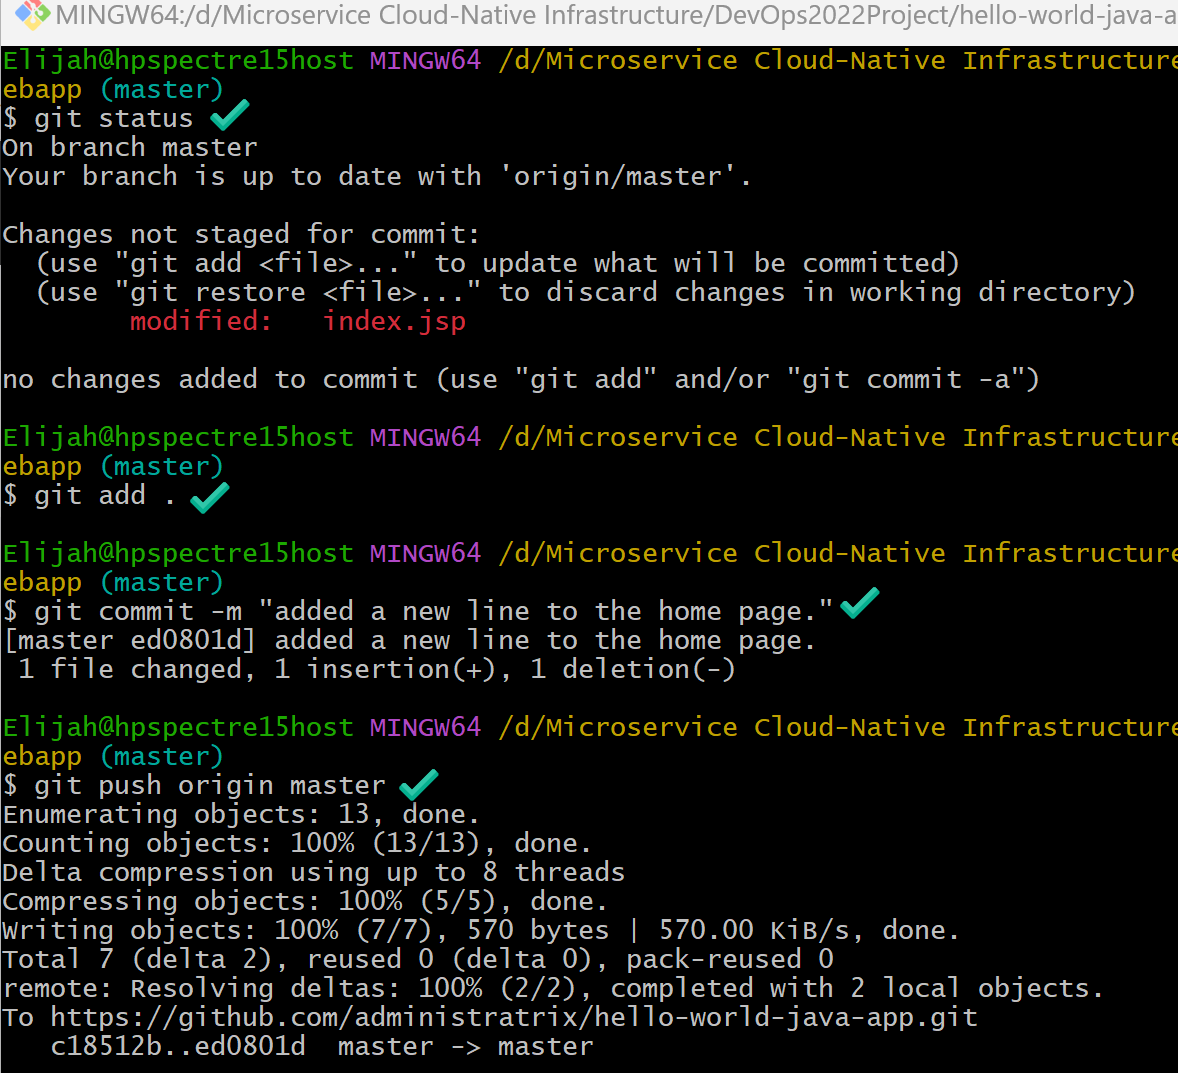 MINGW64:/d/Microservice Cloud-Native Infrastructure/DevOps2022Project/hello-world-java-a
Elijah@hpspectre15host MINGW64 /d/Microservice Cloud-Native Infrastructure
ebapp (master)
$ git status
On branch master
Your branch is up to date with 'origin/master'.
Changes not staged for commit:
  (use "git add <file>..." to update what will be committed)
  (use "git restore <file>..." to discard changes in working directory)
        modified:   index.jsp
no changes added to commit (use "git add" and/or "git commit -a")
Elijah@hpspectre15host MINGW64 /d/Microservice Cloud-Native Infrastructure
ebapp (master)
$ git add .
Elijah@hpspectre15host MINGW64 /d/Microservice Cloud-Native Infrastructure
ebapp (master)
$ git commit -m "added a new line to the home page."
[master ed0801d] added a new line to the home page.
 1 file changed, 1 insertion(+), 1 deletion(-)
Elijah@hpspectre15host MINGW64 /d/Microservice Cloud-Native Infrastructure
ebapp (master)
$ git push origin master
Enumerating objects: 13, done.
Counting objects: 100% (13/13), done.
Delta compression using up to 8 threads
Compressing objects: 100% (5/5), done.
Writing objects: 100% (7/7), 570 bytes | 570.00 KiB/s, done.
Total 7 (delta 2), reused 0 (delta 0), pack-reused 0
remote: Resolving deltas: 100% (2/2), completed with 2 local objects.
To https://github.com/administratrix/hello-world-java-app.git
   c18512b..ed0801d  master -> master